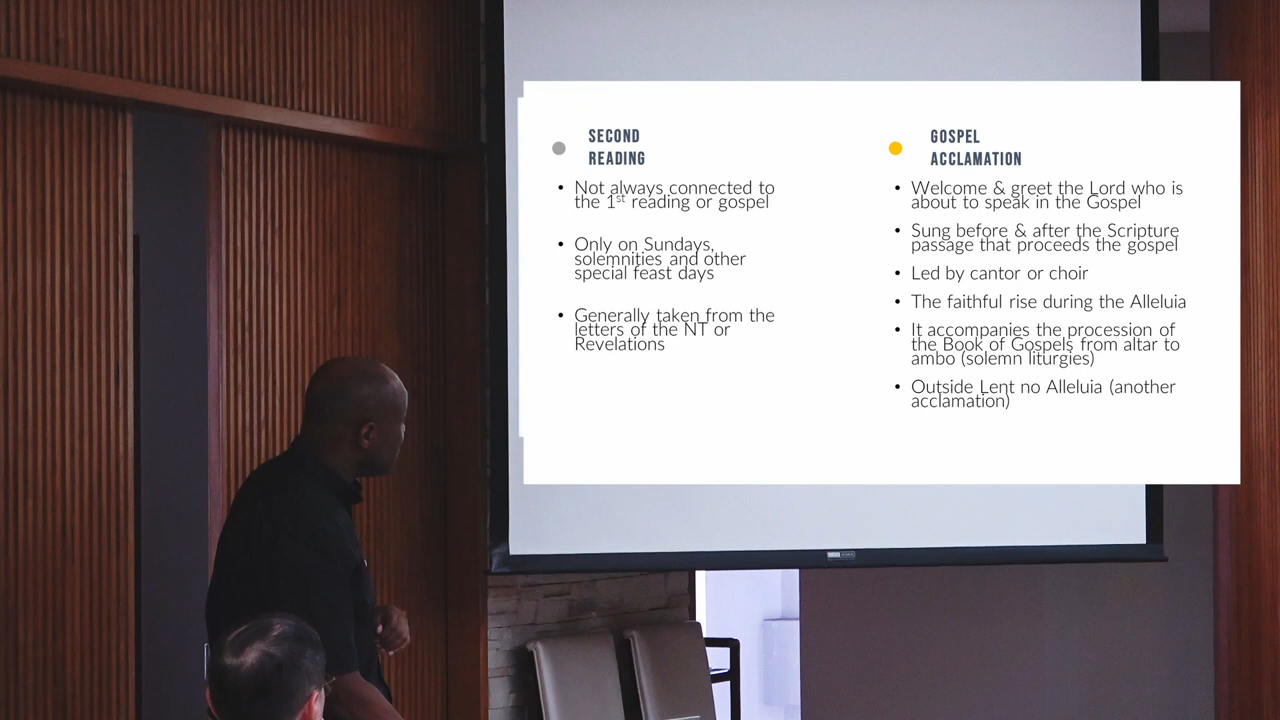 SECOND
READING
• Not always connected to
the 1st reading or gospel
• Only on Sundays,
solemnities and other
special feast days
• Generally taken from the
letters of the NT or
Revelations
GOSPEL
ACCLAMATION
• Welcome & greet the Lord who is
about to speak in the Gospel
• Sung before & after the Scripture
passage that proceeds the gospel
• Led by cantor or choir
• The faithful rise during the Alleluia
• It accompanies the procession of
the Book of Gospels from altar to
ambo (solemn liturgies)
• Outside Lent no Alleluia (another
acclamation)